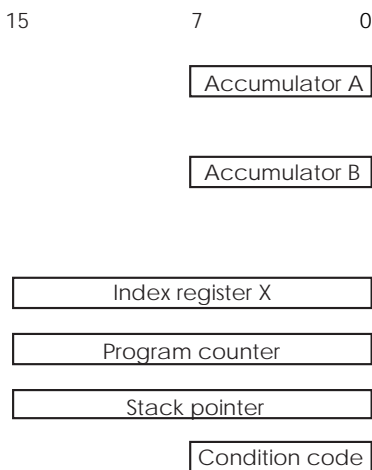 15 7 0
Accumulator A
Accumulator B
Index register X
Program counter
Stack pointer
Condition code